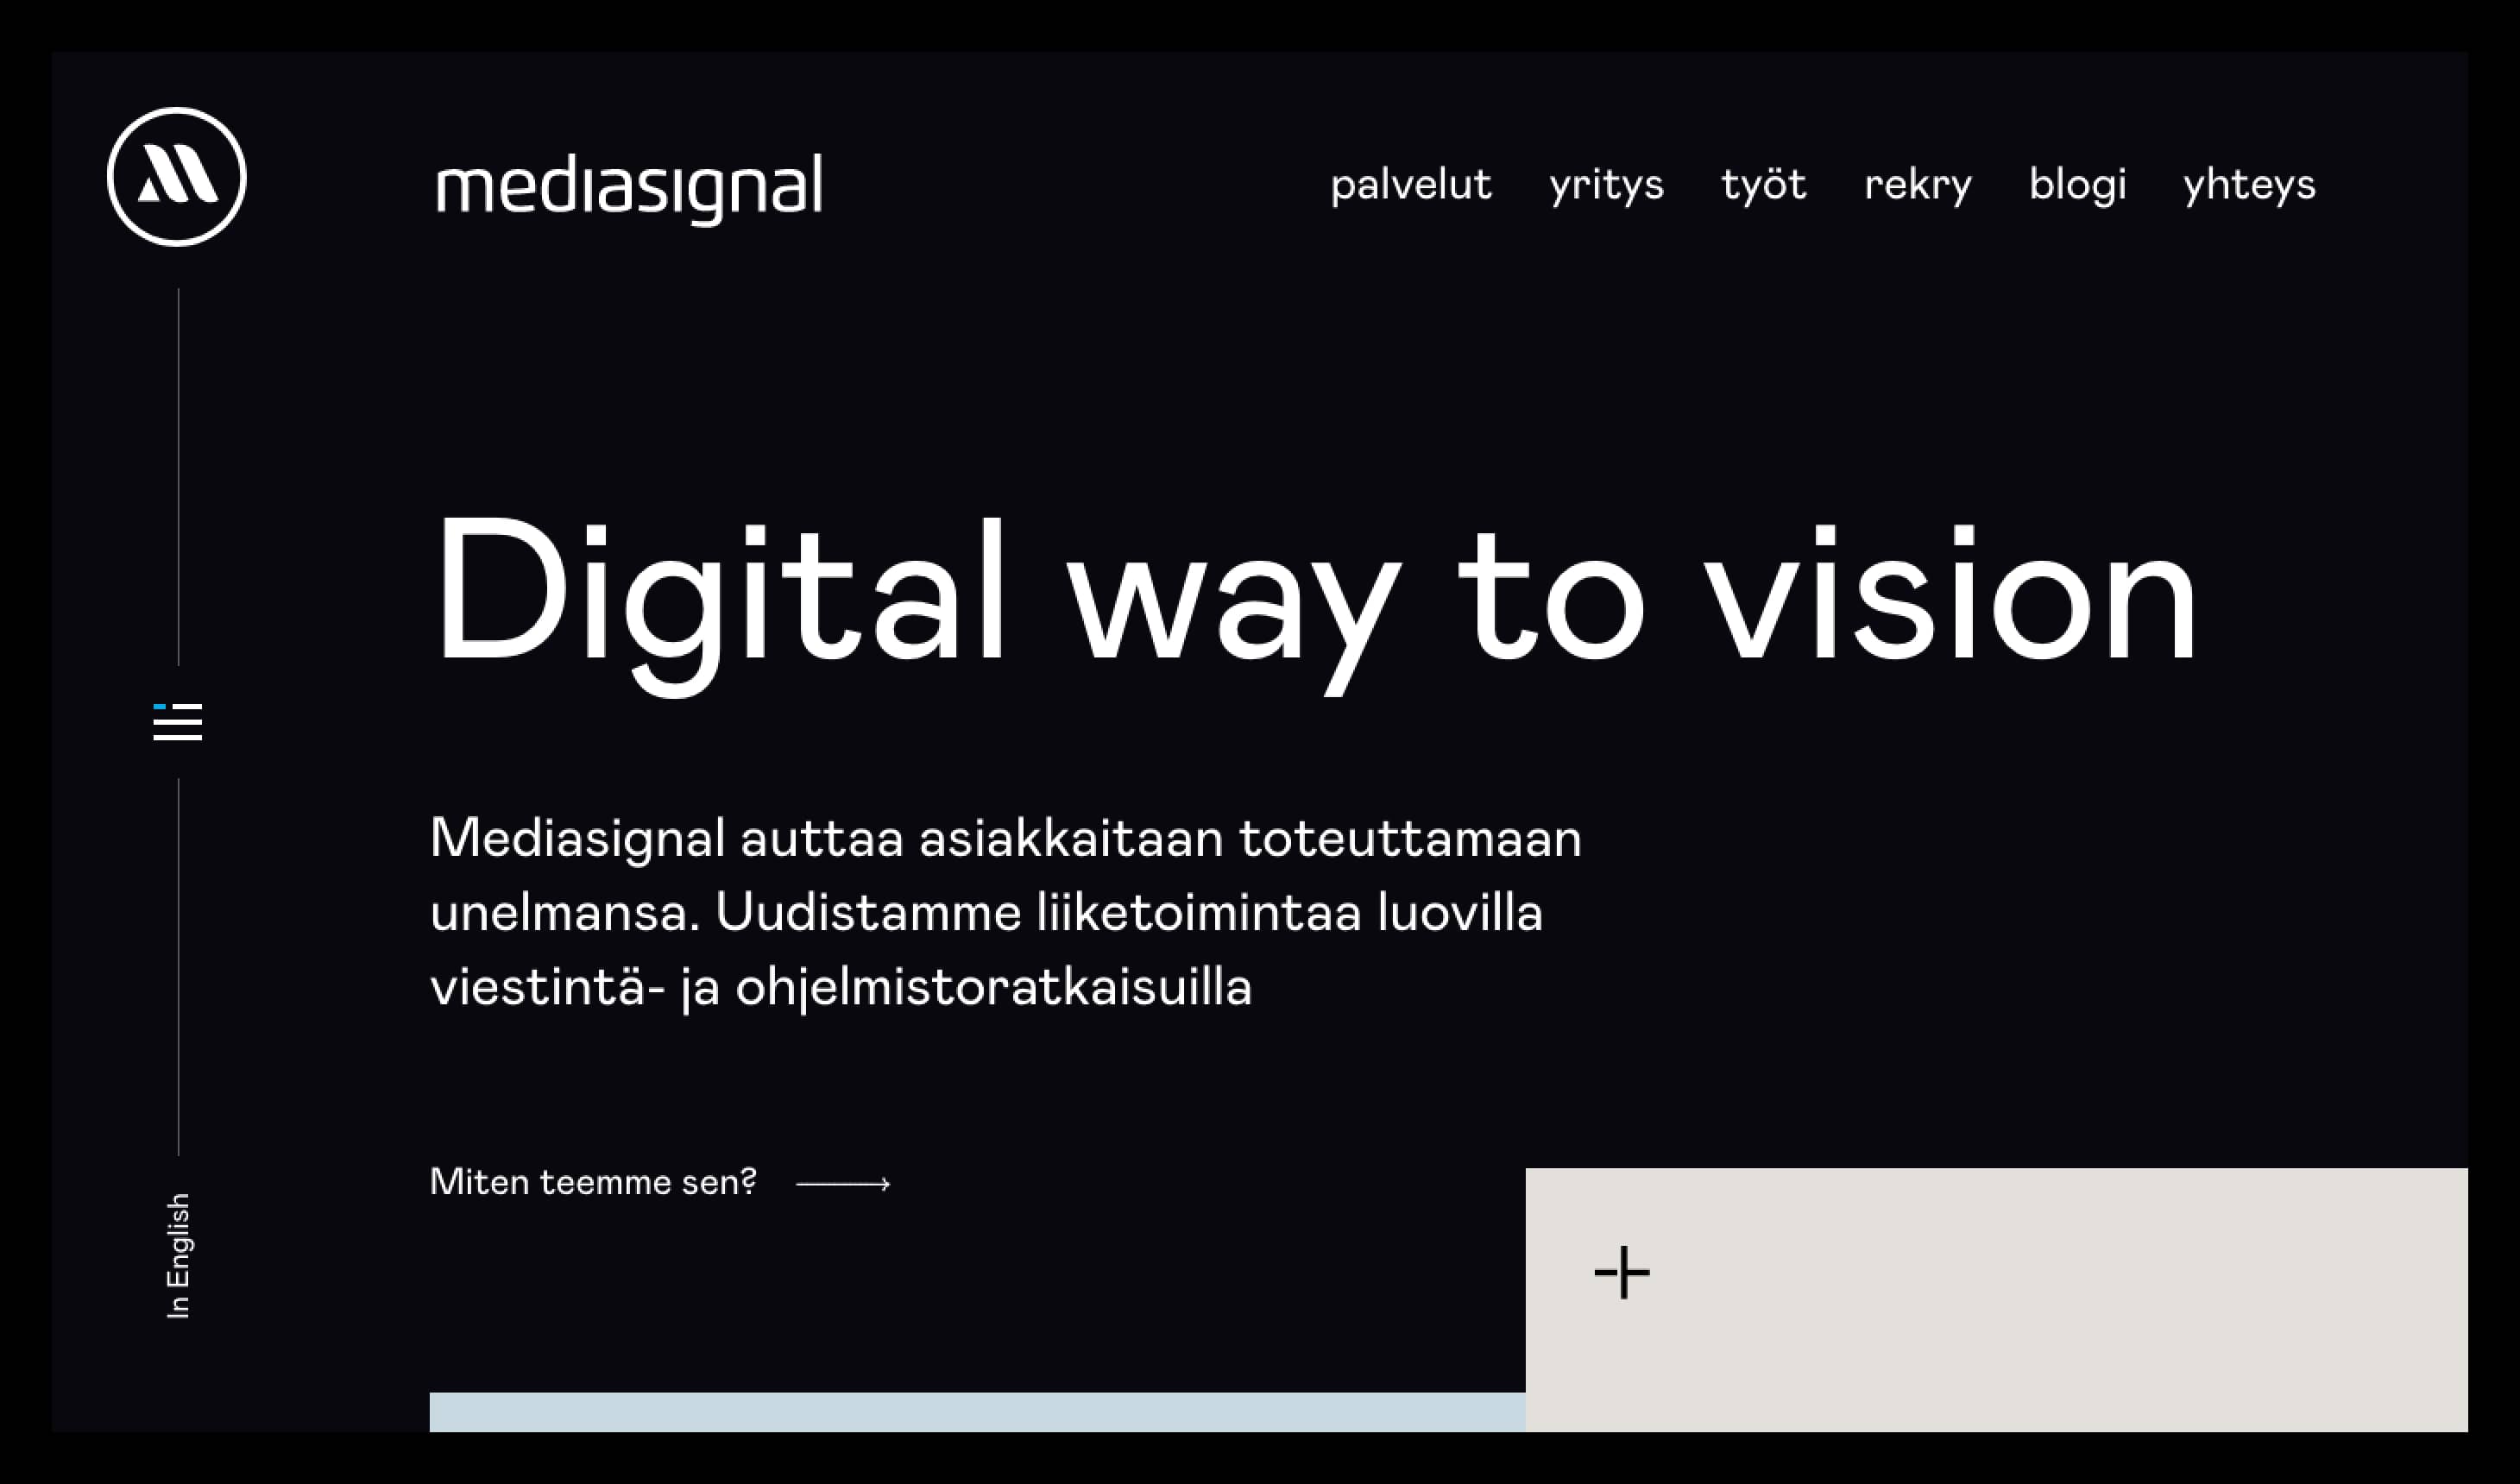 mediasignal
palvelut yritys työt rekry blogi yhteys
Digital way to vision
Mediasignal auttaa asiakkaitaan toteuttamaan
unelmansa. Uudistamme liiketoimintaa luovilla
viestintä- ja ohjelmistoratkaisuilla
Miten teemme sen?
In English